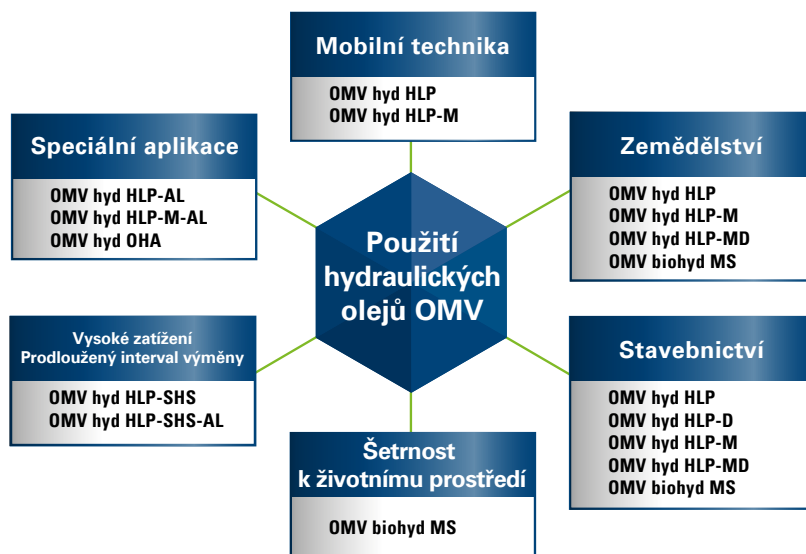 Mobilní technika
OMV hyd HLP
OMV hyd HLP-M
Speciální aplikace
OMV hyd HLP-AL
OMV hyd HLP-M-AL
OMV hyd OHA
Zemědělství
OMV hyd HLP
OMV hyd HLP-M
OMV hyd HLP-MD
OMV biohyd MS
Použití
hydraulických
olejů OMV
Vysoké zatížení
Prodloužený interval výměny
OMV hyd HLP-SHS
OMV hyd HLP-SHS-AL
Stavebnictví
OMV hyd HLP
OMV hyd HLP-D
OMV hyd HLP-M
OMV hyd HLP-MD
OMV biohyd MS
Šetrnost
k životnímu prostředí
OMV biohyd MS